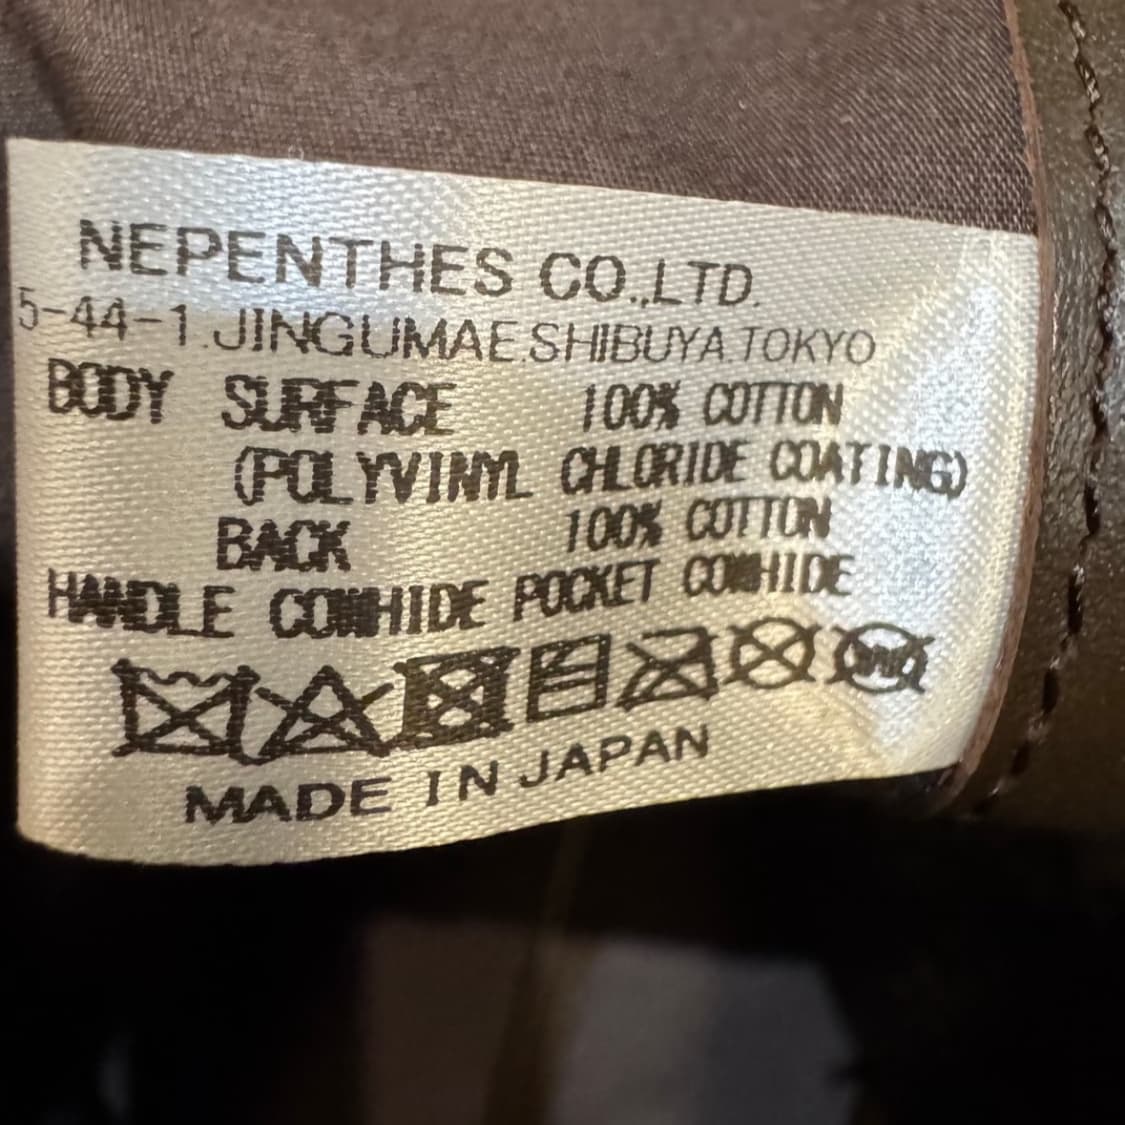 NEPENTHES CO.,LTD.
5-44-1.JINGUMAE.SHIBUYA.TOKYO
BODY SURFACE 100% COTTON
(POLYVINYL CHLORIDE COATING)
BACK 100% COTTON
HANDLE COWHIDE POCKET COWHIDE
W
MADE IN JAPAN